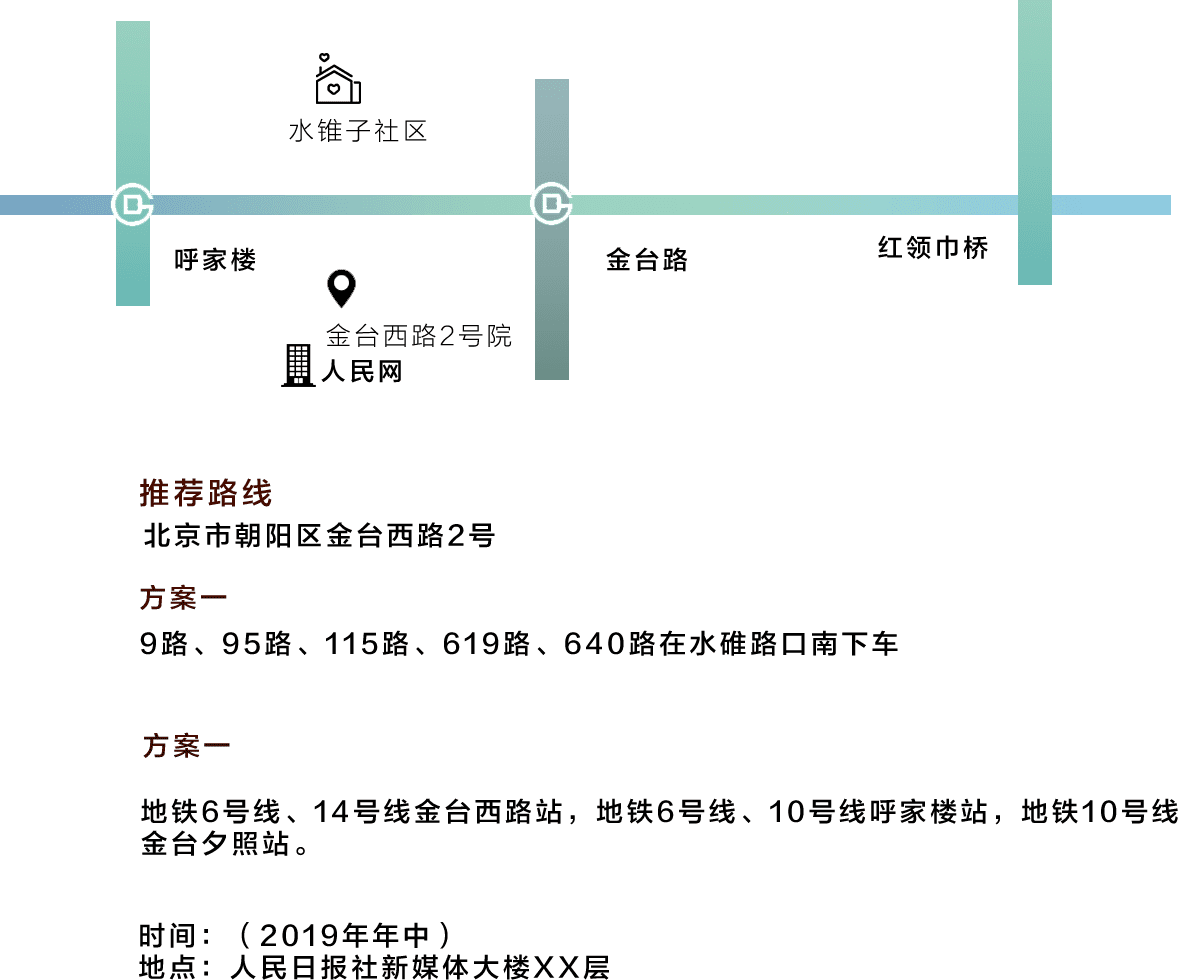 水锥子社区
呼家楼
金台路
红领巾桥
金台西路2号院
人民网
推荐路线
北京市朝阳区金台西路2号
方案一
9路、95路、115路、619路、640路在水碓路口南下车
方案一
地铁6号线、14号线金台西路站，地铁6号线、10号线呼家楼站，地铁10号线
金台夕照站。
时间：（2019年年中）
地点：人民日报社新媒体大楼XX层